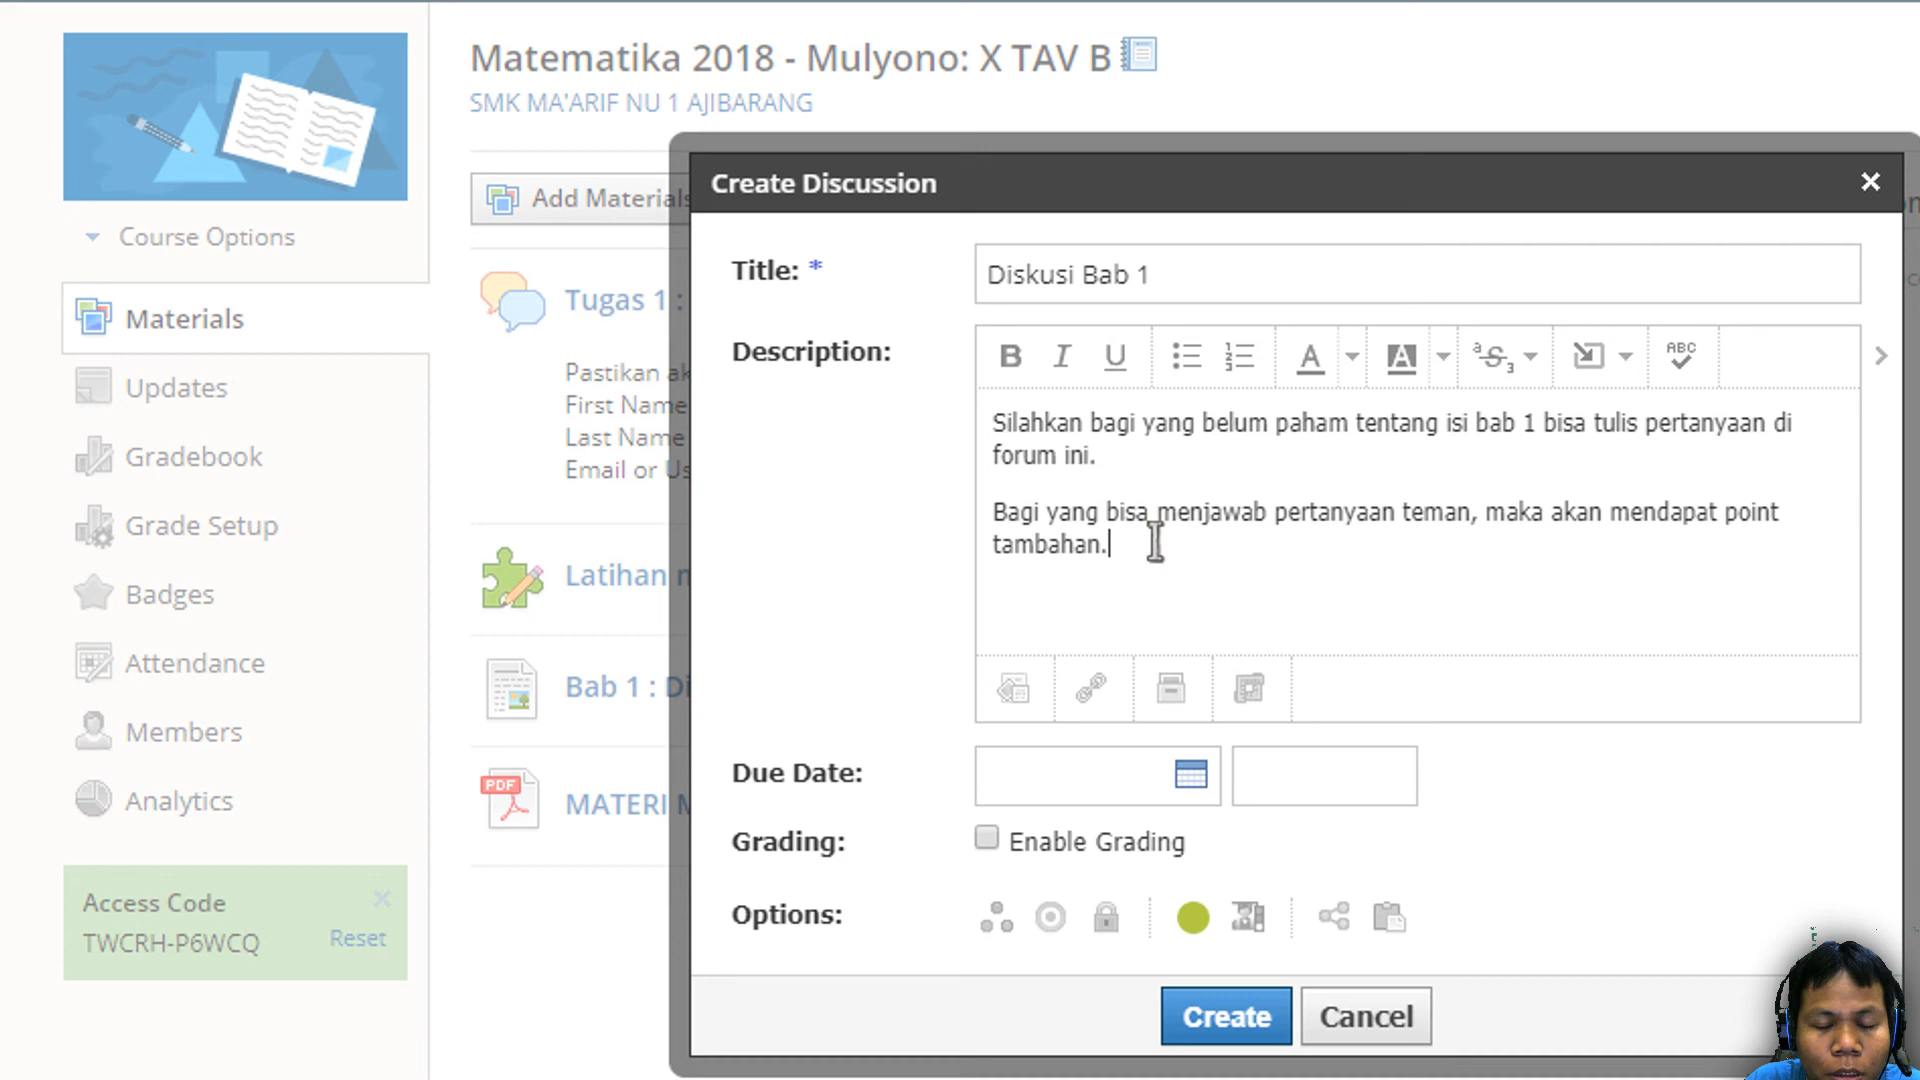 Matematika 2018 - Mulyono: X TAV B
SMK MA'ARIF NU 1 AJIBARANG
Course Options
Materials
Updates
Gradebook
Grade Setup
Badges
Attendance
Members
Analytics
Access Code
TWCRH-P6WCQ
Reset
Add Materials
Tugas 1 :
Pastikan
First Name
Last Name
Email or
Latihan
Bab 1 :
PDF
MATERI
Create Discussion
Title: *
Diskusi Bab 1
Description:
B I U A A ABC
Silahkan bagi yang belum paham tentang isi bab 1 bisa tulis pertanyaan di
forum ini.
Bagi yang bisa menjawab pertanyaan teman, maka akan mendapat point
tambahan.
Due Date:
Grading:
Enable Grading
Options:
Create
Cancel